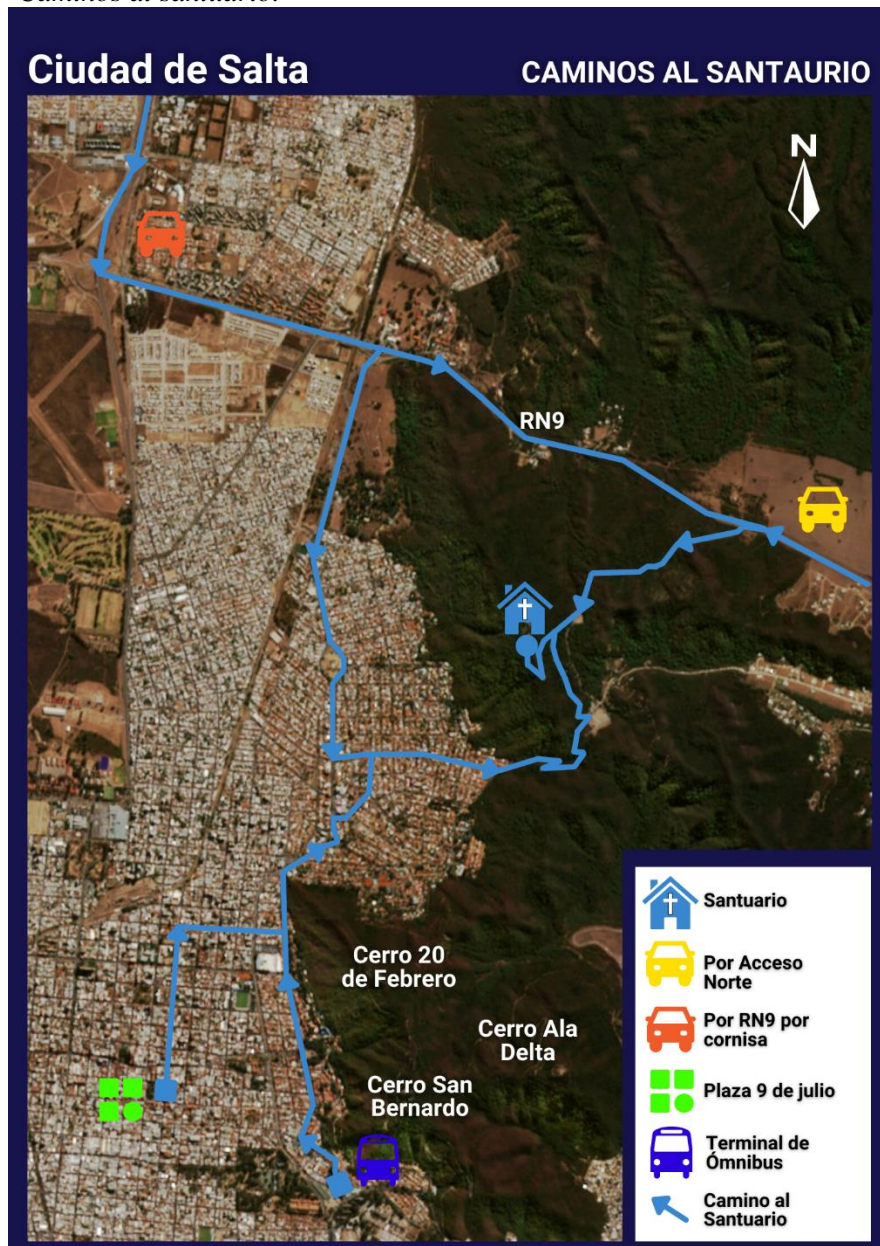 Caminos al santuario.
Ciudad de Salta
CAMINOS AL SANTAURIO
N
RN9
Cerro 20
de Febrero
Cerro Ala
Delta
Cerro San
Bernardo
Santuario
Por Acceso
Norte
Por RN9 por
cornisa
Plaza 9 de julio
Terminal de
Ómnibus
Camino al
Santuario